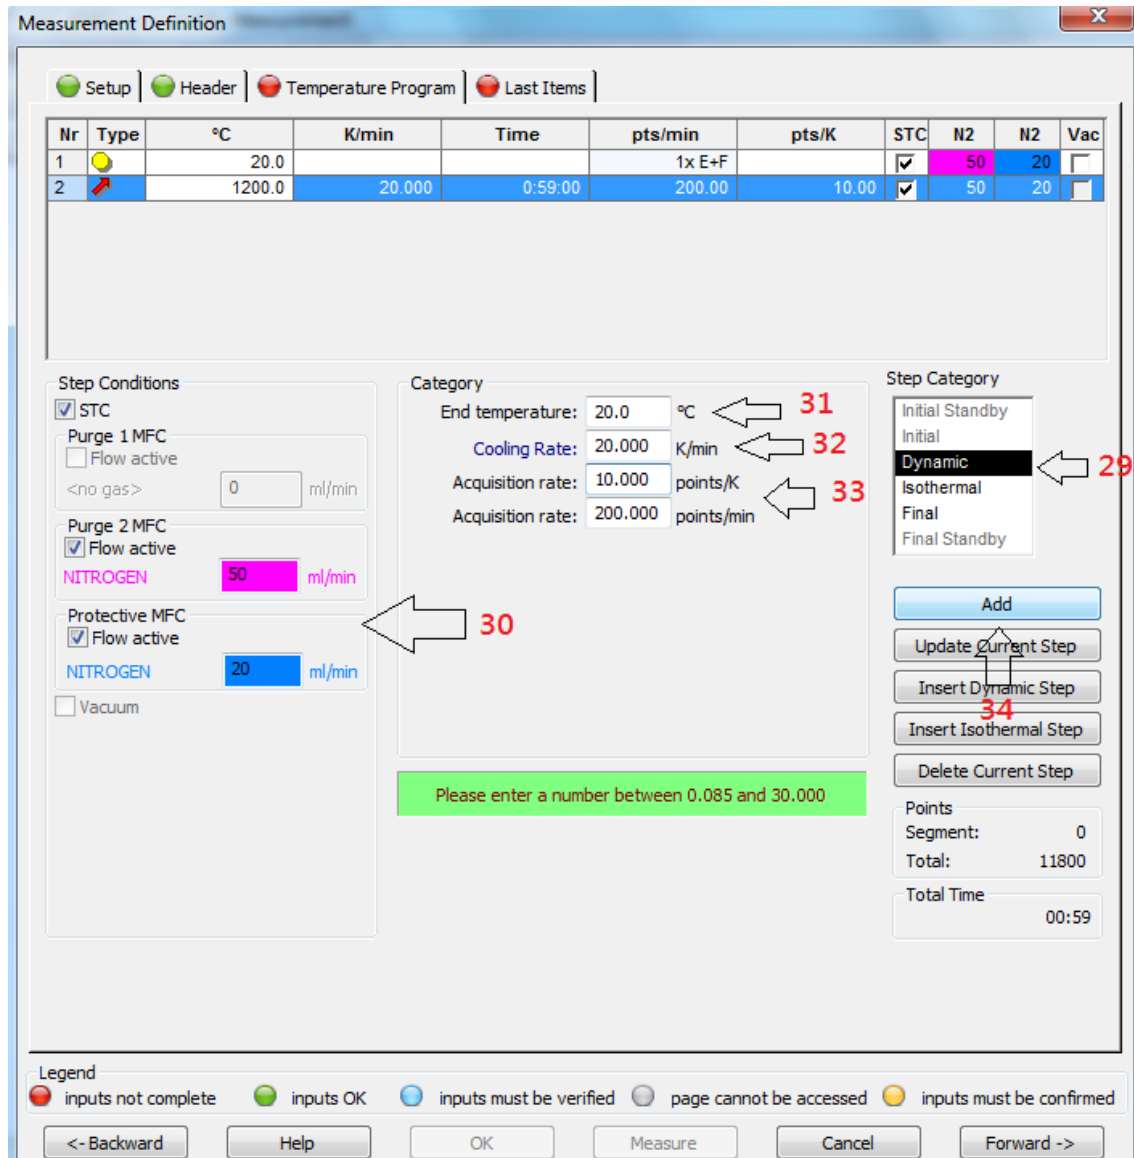 Measurement Definition
Setup Header Temperature Program Last Items
Nr Type °C K/min Time pts/min pts/K STC N2 N2 Vac
1 20.0 1x E+F 50 20
2 1200.0 20.000 0:59:00 200.00 10.00 50 20
Step Conditions
STC
Purge 1 MFC
Flow active
<no gas> 0 ml/min
Purge 2 MFC
Flow active
NITROGEN 50 ml/min
Protective MFC
Flow active
NITROGEN 20 ml/min
Vacuum
30
Category
End temperature: 20.0 °C 31
Cooling Rate: 20.000 K/min 32
Acquisition rate: 10.000 points/K
33
Acquisition rate: 200.000 points/min
Please enter a number between 0.085 and 30.000
Step Category
Initial Standby
Initial
Dynamic 29
Isothermal
Final
Final Standby
Add
Update Current Step
Insert Dynamic Step
34
Insert Isothermal Step
Delete Current Step
Points
Segment: 0
Total: 11800
Total Time
00:59
Legend
inputs not complete inputs OK inputs must be verified page cannot be accessed inputs must be confirmed
<- Backward Help OK Measure Cancel Forward ->